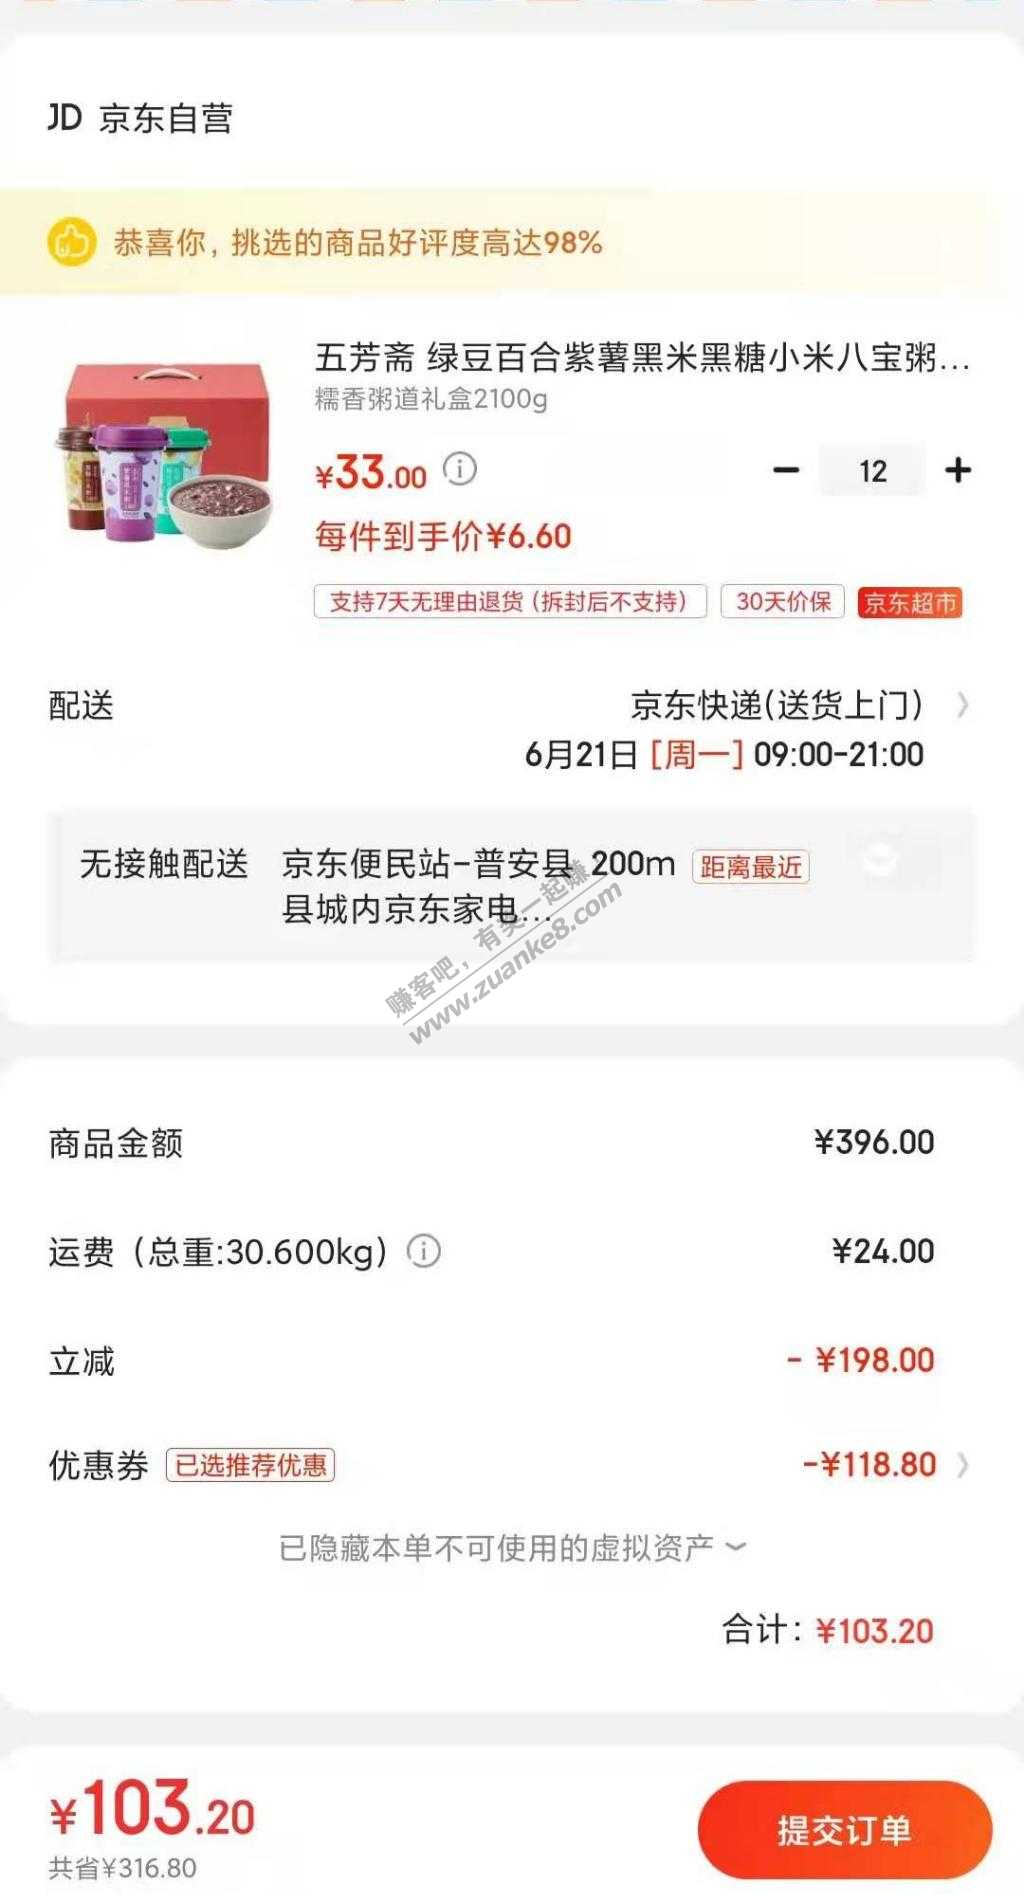 JD 京东自营
恭喜你，挑选的商品好评度高达98%
五芳斋 绿豆百合紫薯黑米黑糖小米八宝粥...
糯香粥道礼盒2100g
¥33.00
12
每件到手价¥6.60
支持7天无理由退货（拆封后不支持）
30天价保
京东超市
配送
京东快递(送货上门)
6月21日 [周一] 09:00-21:00
无接触配送
京东便民站-普安县 200m 距离最近
县城内京东家电...
赚客吧，有奖一起赚
www.zuanke8.com
商品金额
¥396.00
运费（总重:30.600kg）
¥24.00
立减
- ¥198.00
优惠券 已选推荐优惠
-¥118.80
已隐藏本单不可使用的虚拟资产
合计：¥103.20
¥103.20
共省¥316.80
提交订单